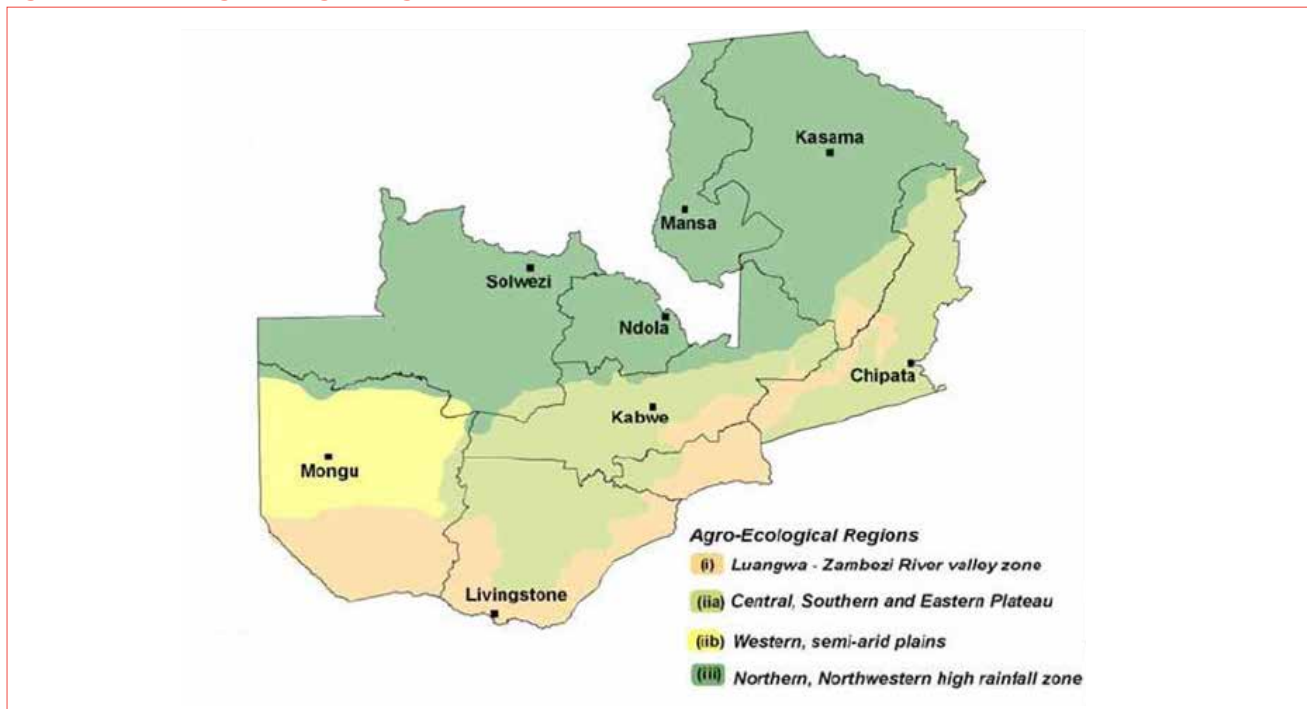 Kasama
Mansa
Solwezi
Ndola
Chipata
Kabwe
Mongu
Livingstone
Agro-Ecological Regions
(i) Luangwa - Zambezi River valley zone
(iia) Central, Southern and Eastern Plateau
(iib) Western, semi-arid plains
(iii) Northern, Northwestern high rainfall zone